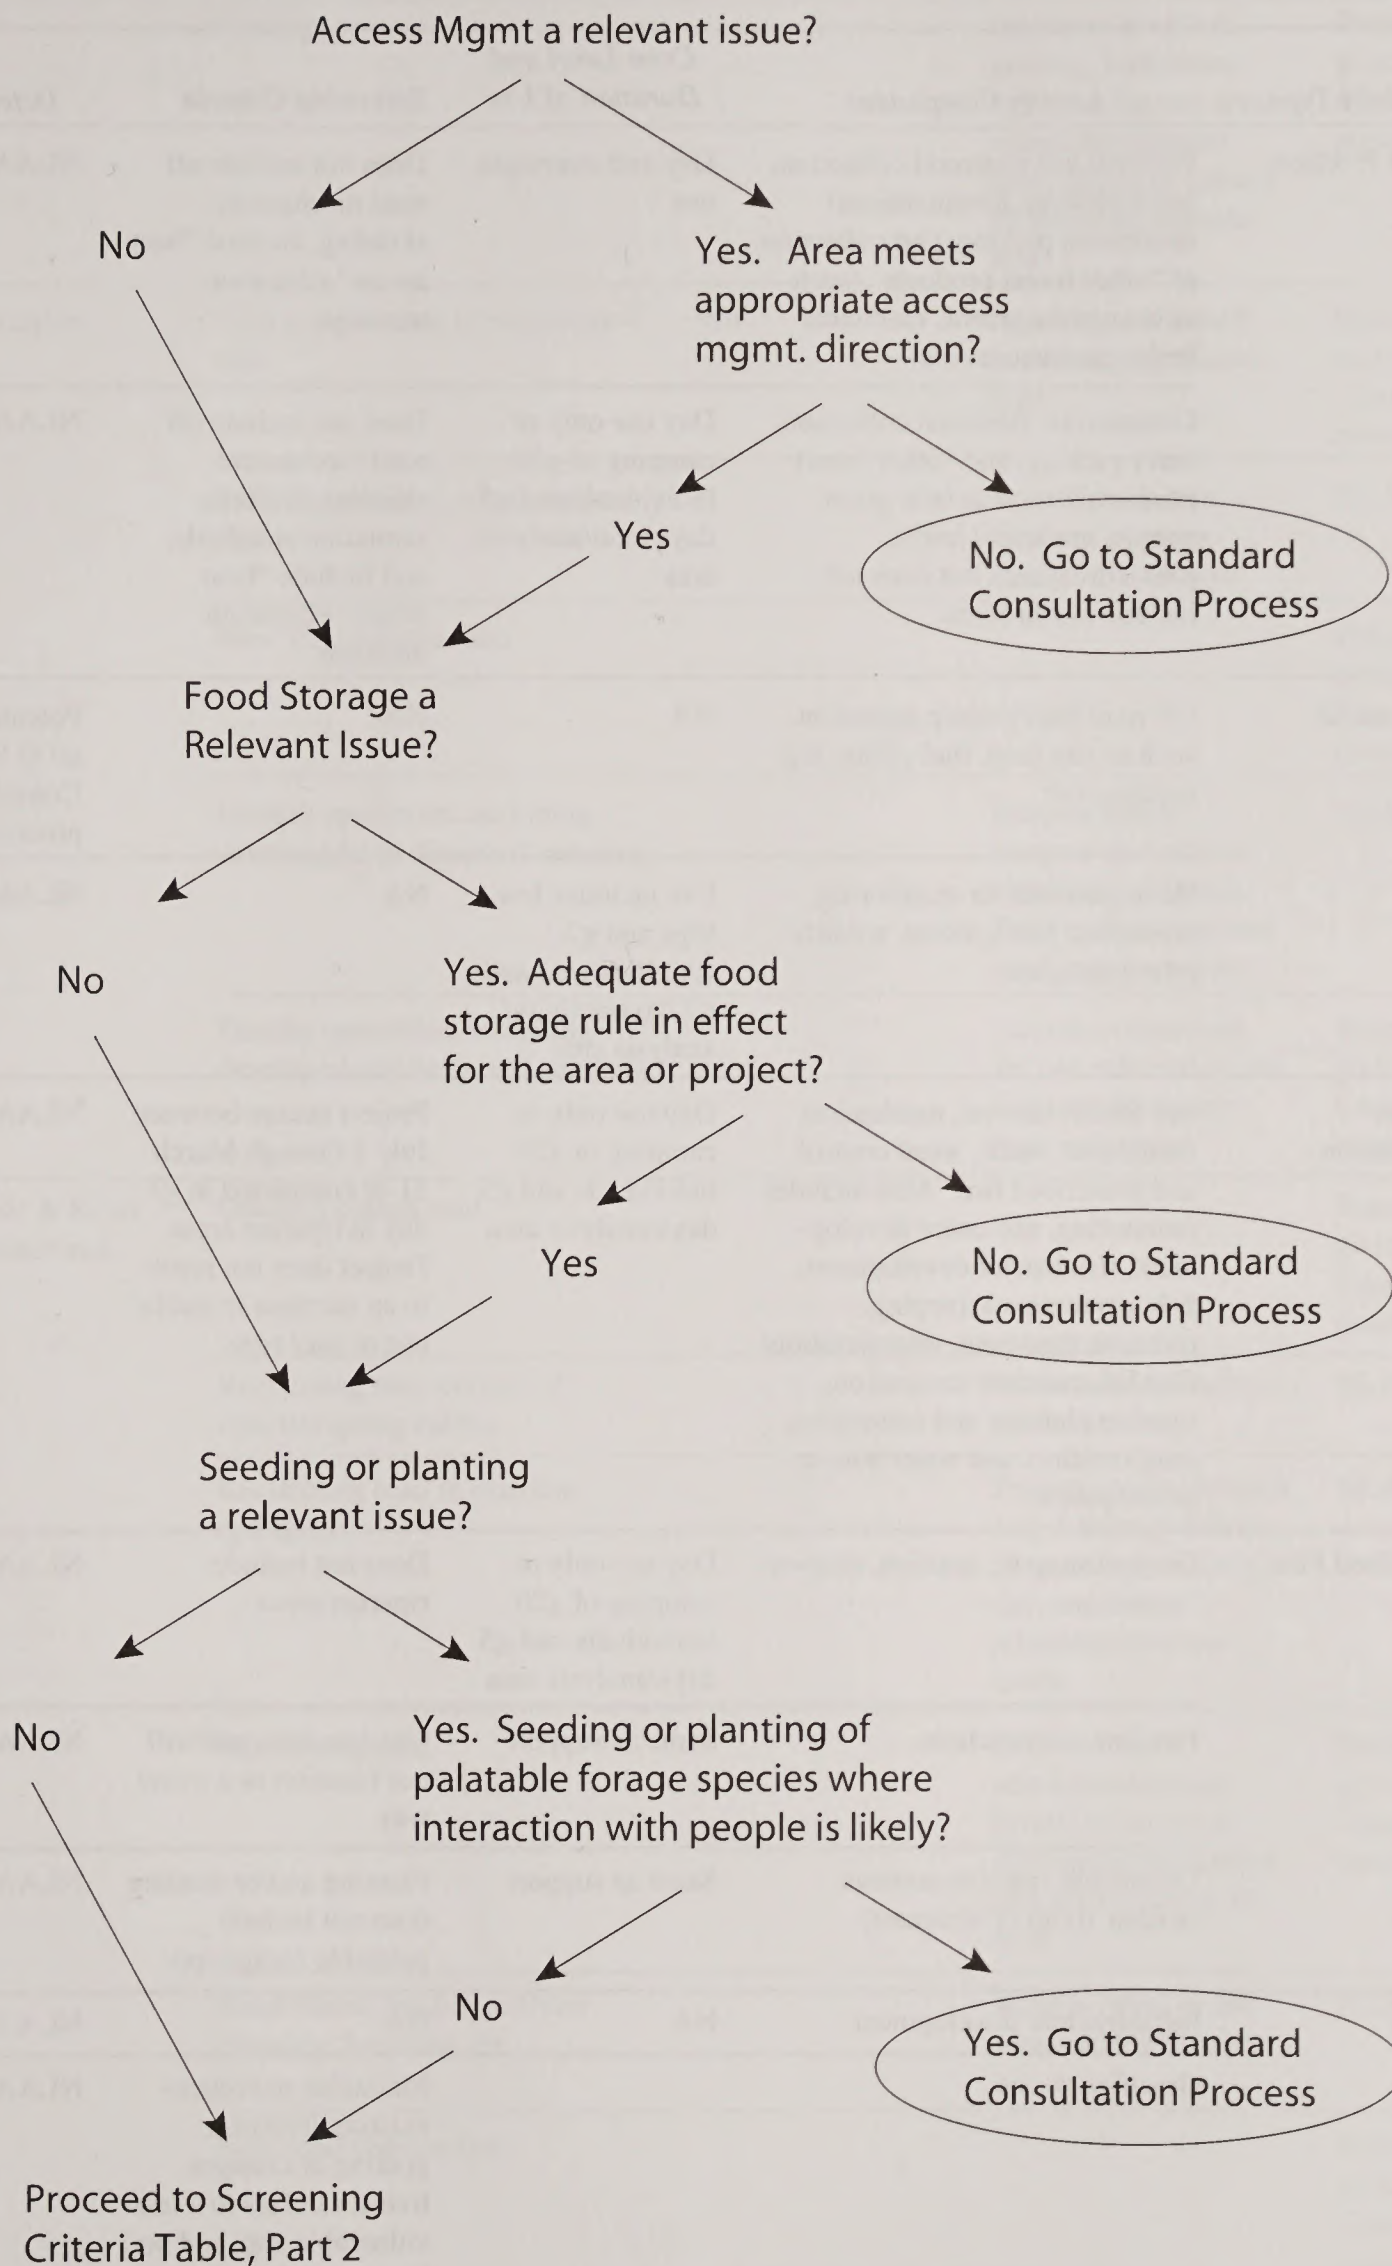 Access Mgmt a relevant issue?
No
Yes. Area meets
appropriate access
mgmt. direction?
Yes
No. Go to Standard
Consultation Process
Food Storage a
Relevant Issue?
No
Yes. Adequate food
storage rule in effect
for the area or project?
Yes
No. Go to Standard
Consultation Process
Seeding or planting
a relevant issue?
No
Yes. Seeding or planting of
palatable forage species where
interaction with people is likely?
No
Yes. Go to Standard
Consultation Process
Proceed to Screening
Criteria Table, Part 2